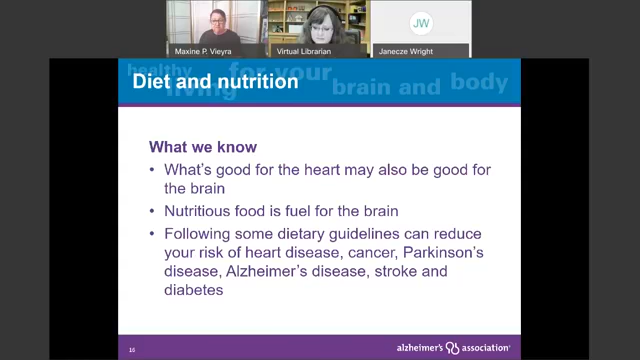 JW
Maxine P. Vieyra
Virtual Librarian
Janecze Wright
healthy living for your brain and body
Diet and nutrition
What we know
• What's good for the heart may also be good for
the brain
• Nutritious food is fuel for the brain
• Following some dietary guidelines can reduce
your risk of heart disease, cancer, Parkinson's
disease, Alzheimer's disease, stroke and
diabetes
16
alzheimer's association®